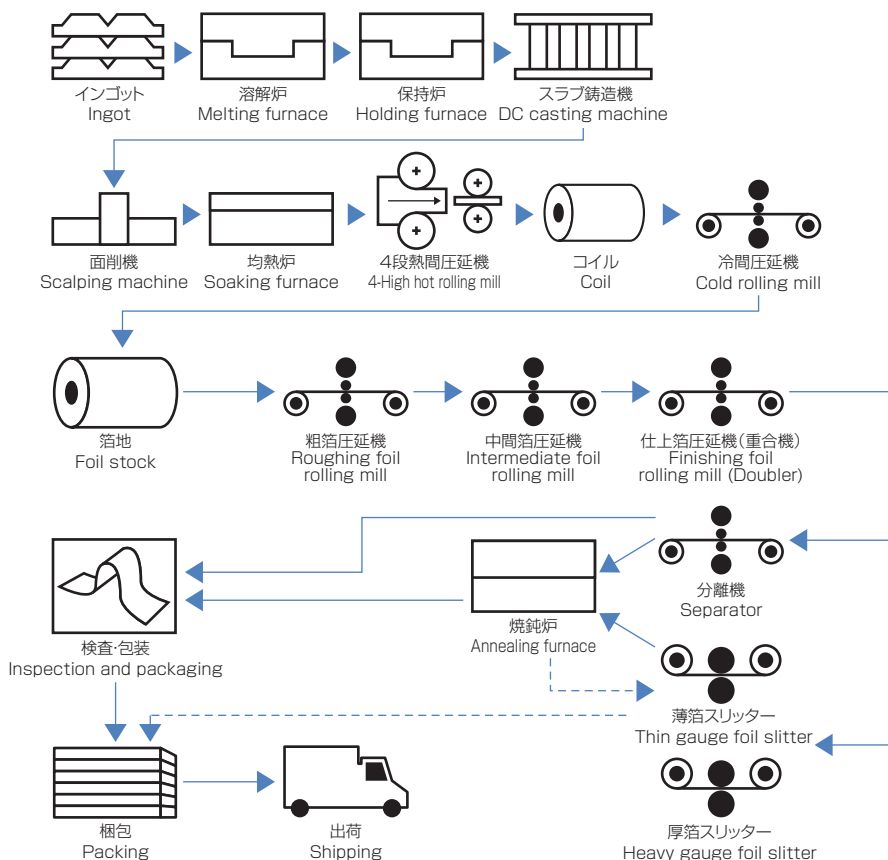 インゴット
Ingot
溶解炉
Melting furnace
保持炉
Holding furnace
スラブ鋳造機
DC casting machine
面削機
Scalping machine
均熱炉
Soaking furnace
4段熱間圧延機
4-High hot rolling mill
コイル
Coil
冷間圧延機
Cold rolling mill
箔地
Foil stock
粗箔圧延機
Roughing foil
rolling mill
中間箔圧延機
Intermediate foil
rolling mill
仕上箔圧延機(重合機)
Finishing foil
rolling mill (Doubler)
検査・包装
Inspection and packaging
焼鈍炉
Annealing furnace
分離機
Separator
薄箔スリッター
Thin gauge foil slitter
梱包
Packing
出荷
Shipping
厚箔スリッター
Heavy gauge foil slitter